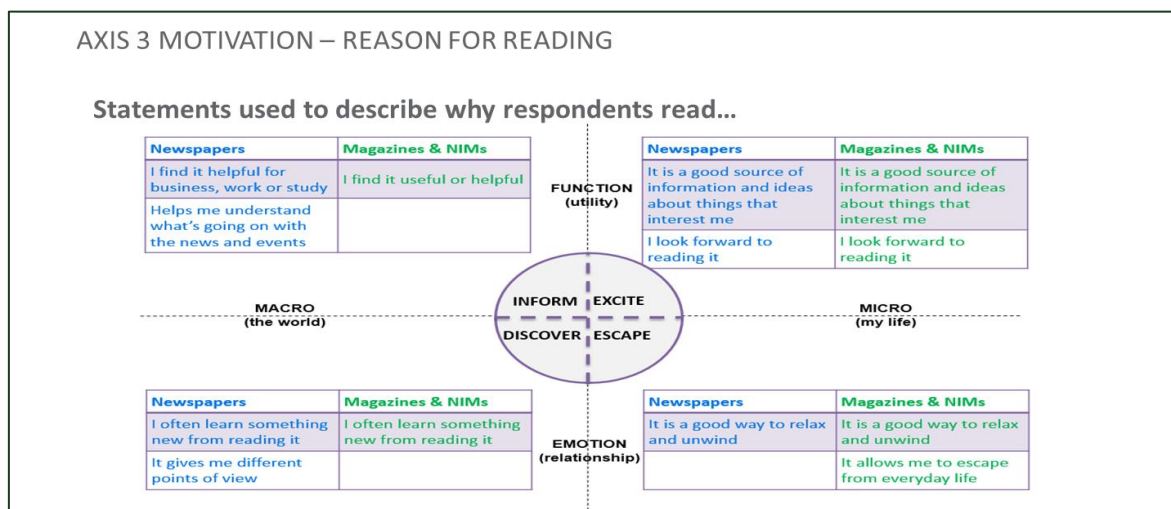 AXIS 3 MOTIVATION – REASON FOR READING
Statements used to describe why respondents read…
Newspapers
Magazines & NIMs
I find it helpful for
business, work or study
I find it useful or helpful
Helps me understand
what's going on with
the news and events
FUNCTION
(utility)
Newspapers
Magazines & NIMs
It is a good source of
information and ideas
about things that
interest me
It is a good source of
information and ideas
about things that
interest me
I look forward to
reading it
I look forward to
reading it
MACRO
(the world)
INFORM
EXCITE
DISCOVER
ESCAPE
MICRO
(my life)
Newspapers
Magazines & NIMs
I often learn something
new from reading it
I often learn something
new from reading it
It gives me different
points of view
EMOTION
(relationship)
Newspapers
Magazines & NIMs
It is a good way to relax
and unwind
It is a good way to relax
and unwind
It allows me to escape
from everyday life